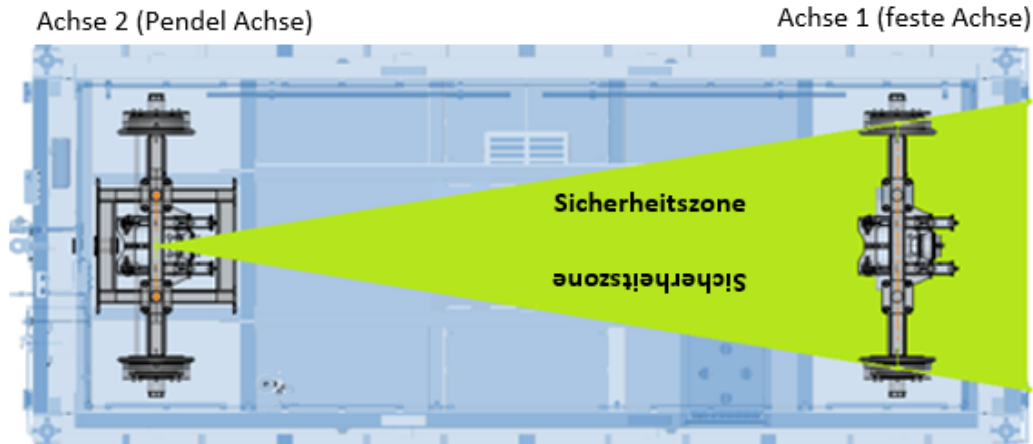 Achse 2 (Pendel Achse)
Achse 1 (feste Achse)
Sicherheitszone
Sicherheitszone